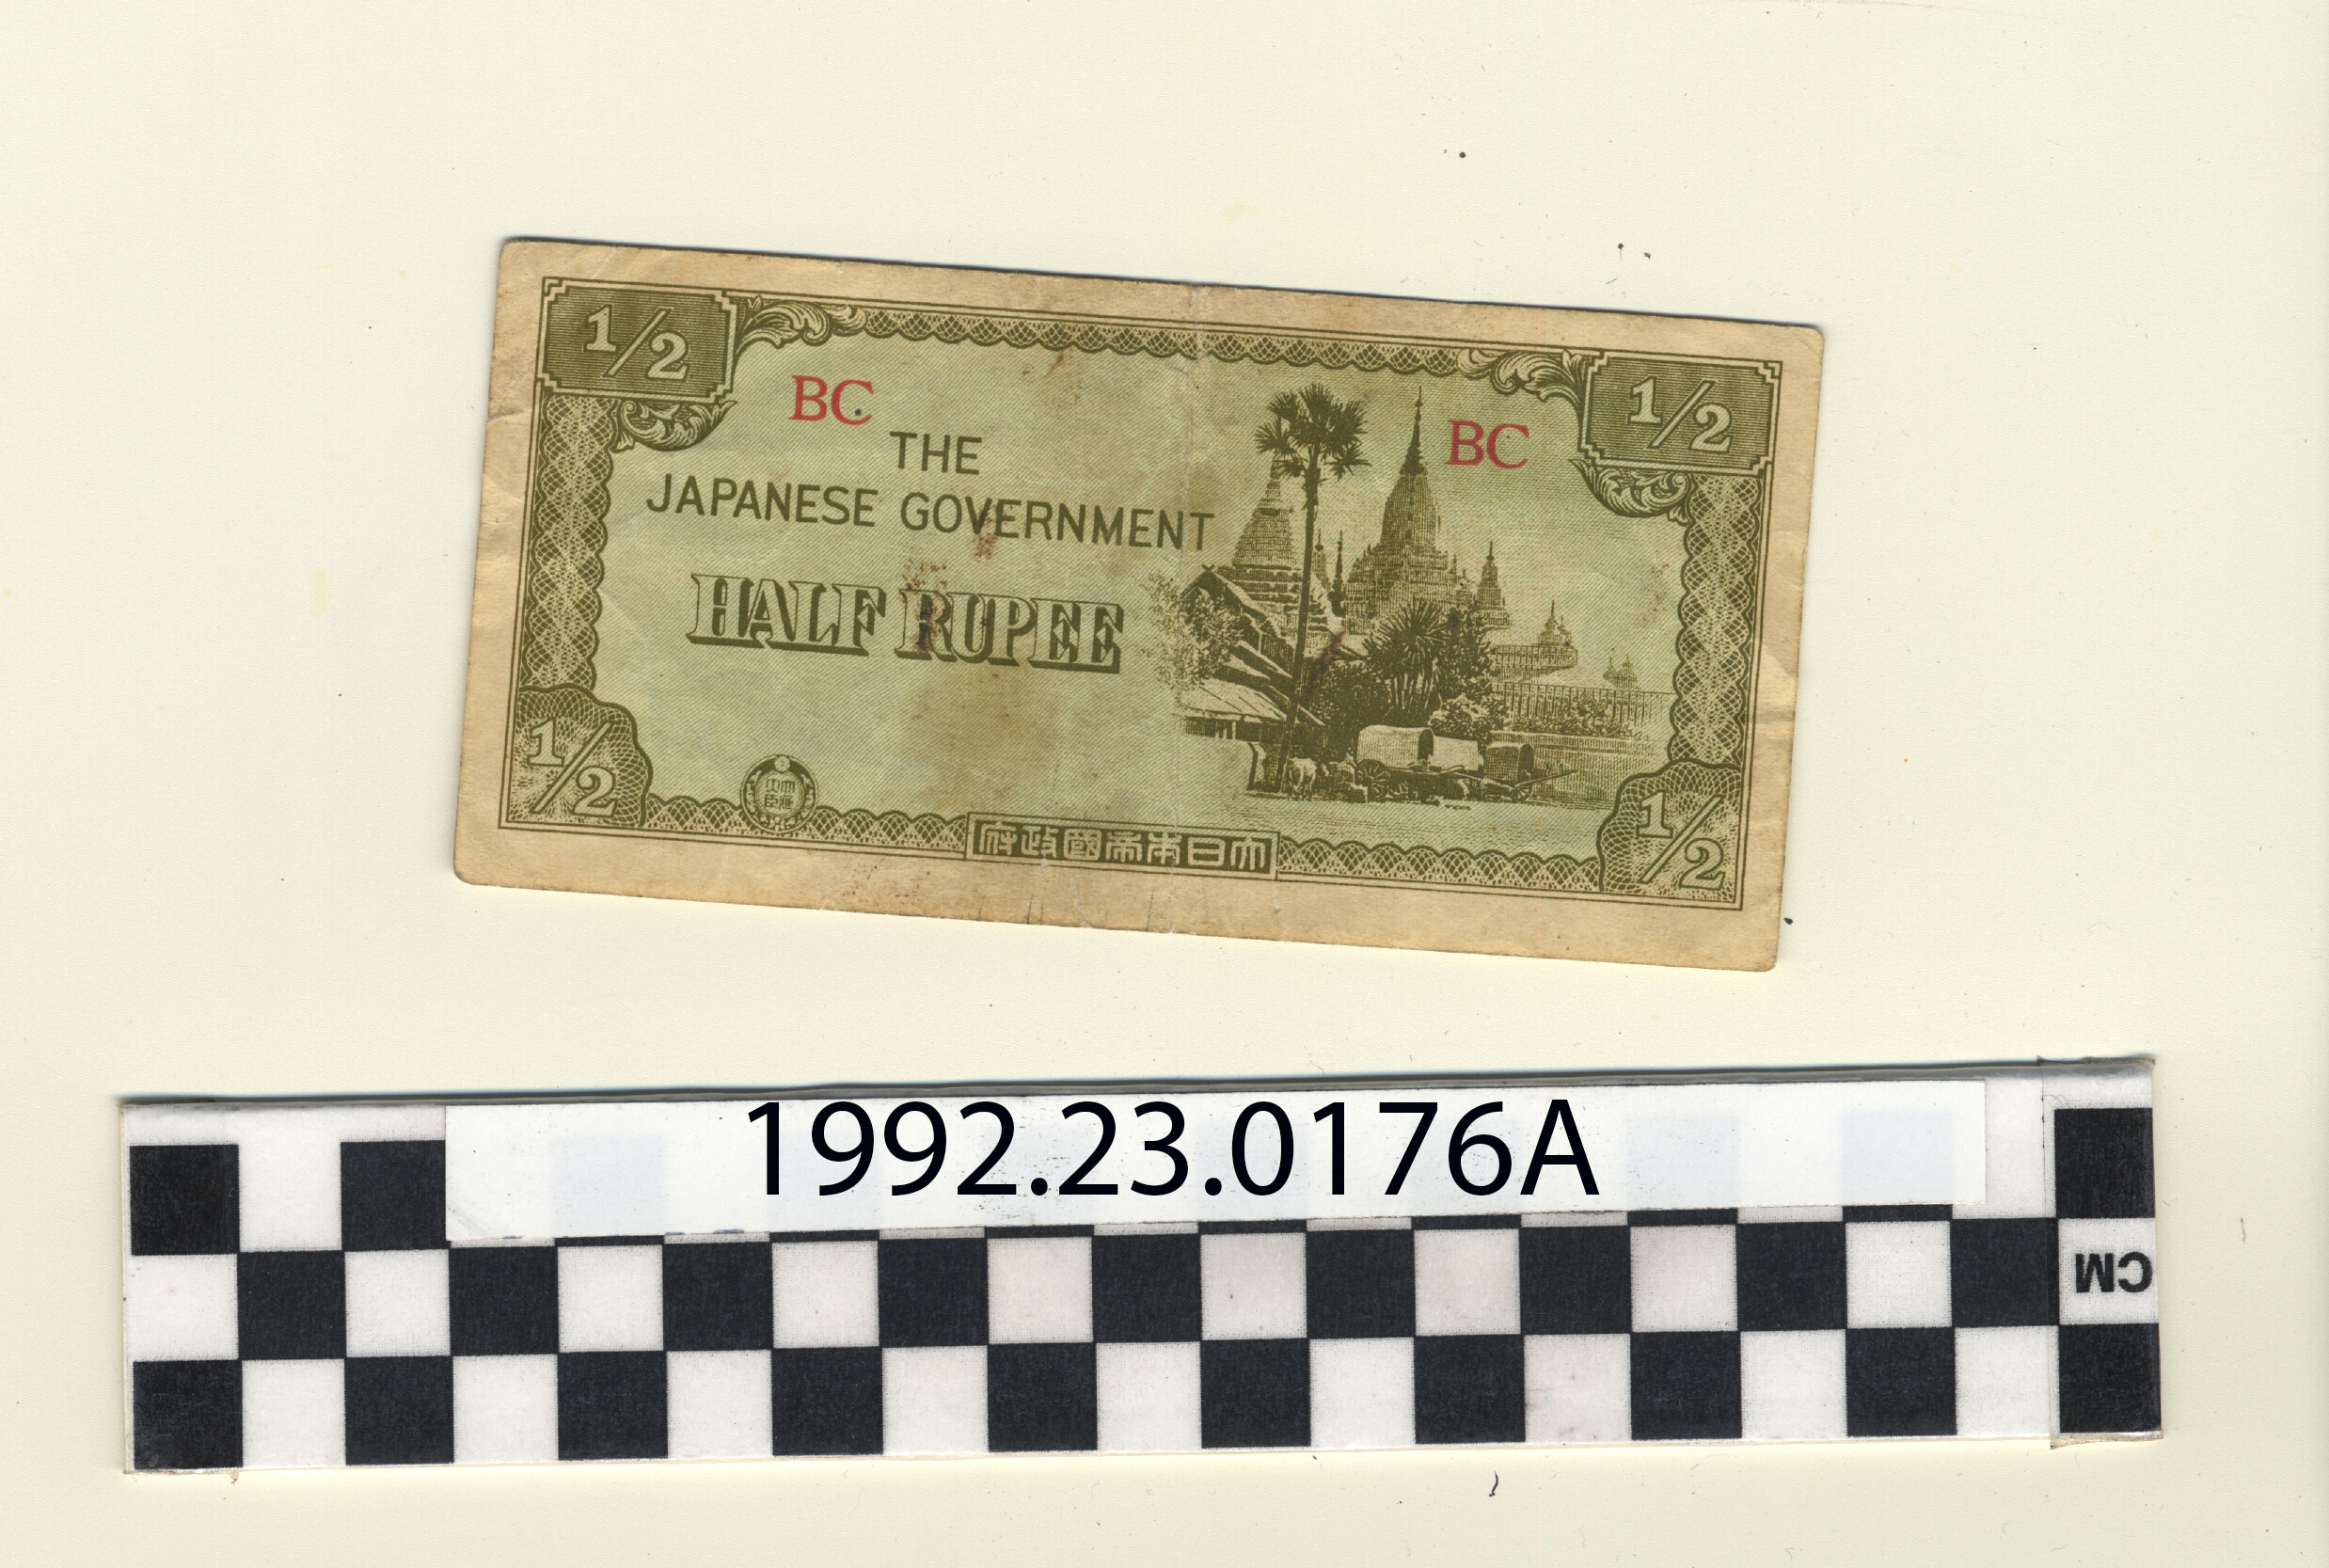 1/2
1/2
BC
BC
THE
JAPANESE GOVERNMENT
HALF RUPEE
1/2
1/2
府政國帝本日大
1992.23.0176A
CM